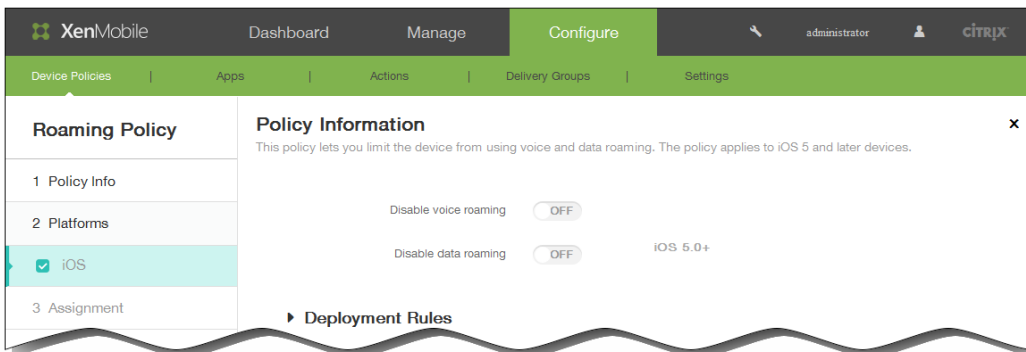 XenMobile Dashboard Manage Configure administrator CİTRIX
Device Policies | Apps | Actions | Delivery Groups | Settings
Roaming Policy
1 Policy Info
2 Platforms
iOS
3 Assignment
Policy Information
This policy lets you limit the device from using voice and data roaming. The policy applies to iOS 5 and later devices.
Disable voice roaming OFF
Disable data roaming OFF iOS 5.0+
Deployment Rules